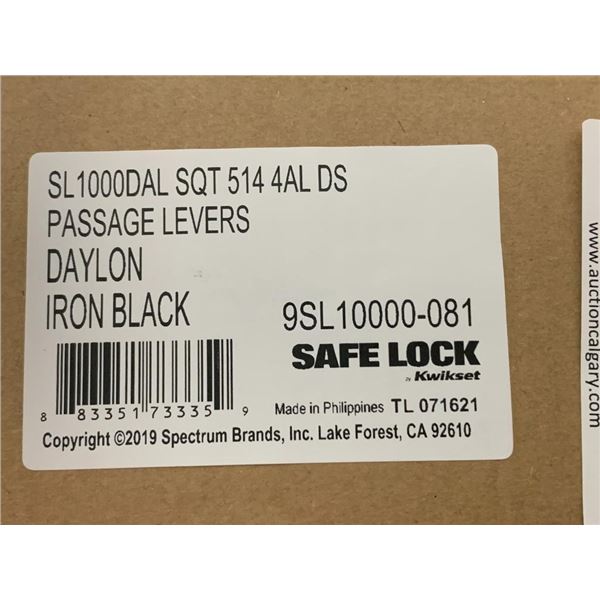 SL1000DAL SQT 514 4AL DS
PASSAGE LEVERS
DAYLON
IRON BLACK
9SL10000-081
SAFE LOCK
by Kwikset
8 83351 73335 9
Made in Philippines TL 071621
Copyright ©2019 Spectrum Brands, Inc. Lake Forest, CA 92610
www.auctioncalgary.com